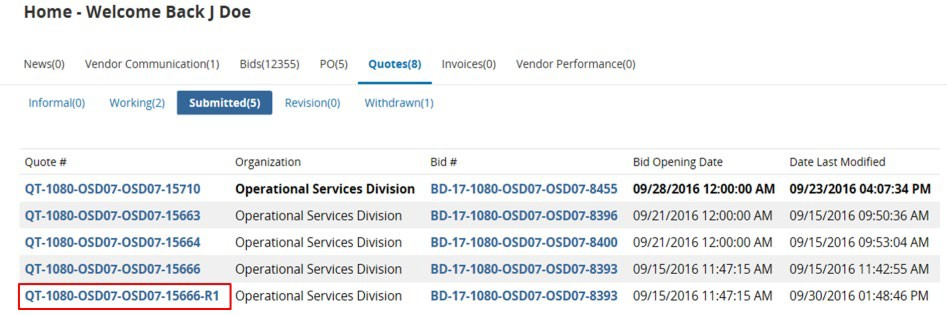 Home - Welcome Back J Doe
News(0) Vendor Communication(1) Bids(12355) PO(5) Quotes(8) Invoices(0) Vendor Performance(0)
Informal(0) Working(2) Submitted(5) Revision(0) Withdrawn(1)
Quote # Organization Bid # Bid Opening Date Date Last Modified
QT-1080-OSD07-OSD07-15710 Operational Services Division BD-17-1080-OSD07-OSD07-8455 09/28/2016 12:00:00 AM 09/23/2016 04:07:34 PM
QT-1080-OSD07-OSD07-15663 Operational Services Division BD-17-1080-OSD07-OSD07-8396 09/21/2016 12:00:00 AM 09/15/2016 09:50:36 AM
QT-1080-OSD07-OSD07-15664 Operational Services Division BD-17-1080-OSD07-OSD07-8400 09/21/2016 12:00:00 AM 09/15/2016 09:53:04 AM
QT-1080-OSD07-OSD07-15666 Operational Services Division BD-17-1080-OSD07-OSD07-8393 09/15/2016 11:47:15 AM 09/15/2016 11:42:55 AM
QT-1080-OSD07-OSD07-15666-R1 Operational Services Division BD-17-1080-OSD07-OSD07-8393 09/15/2016 11:47:15 AM 09/30/2016 01:48:46 PM